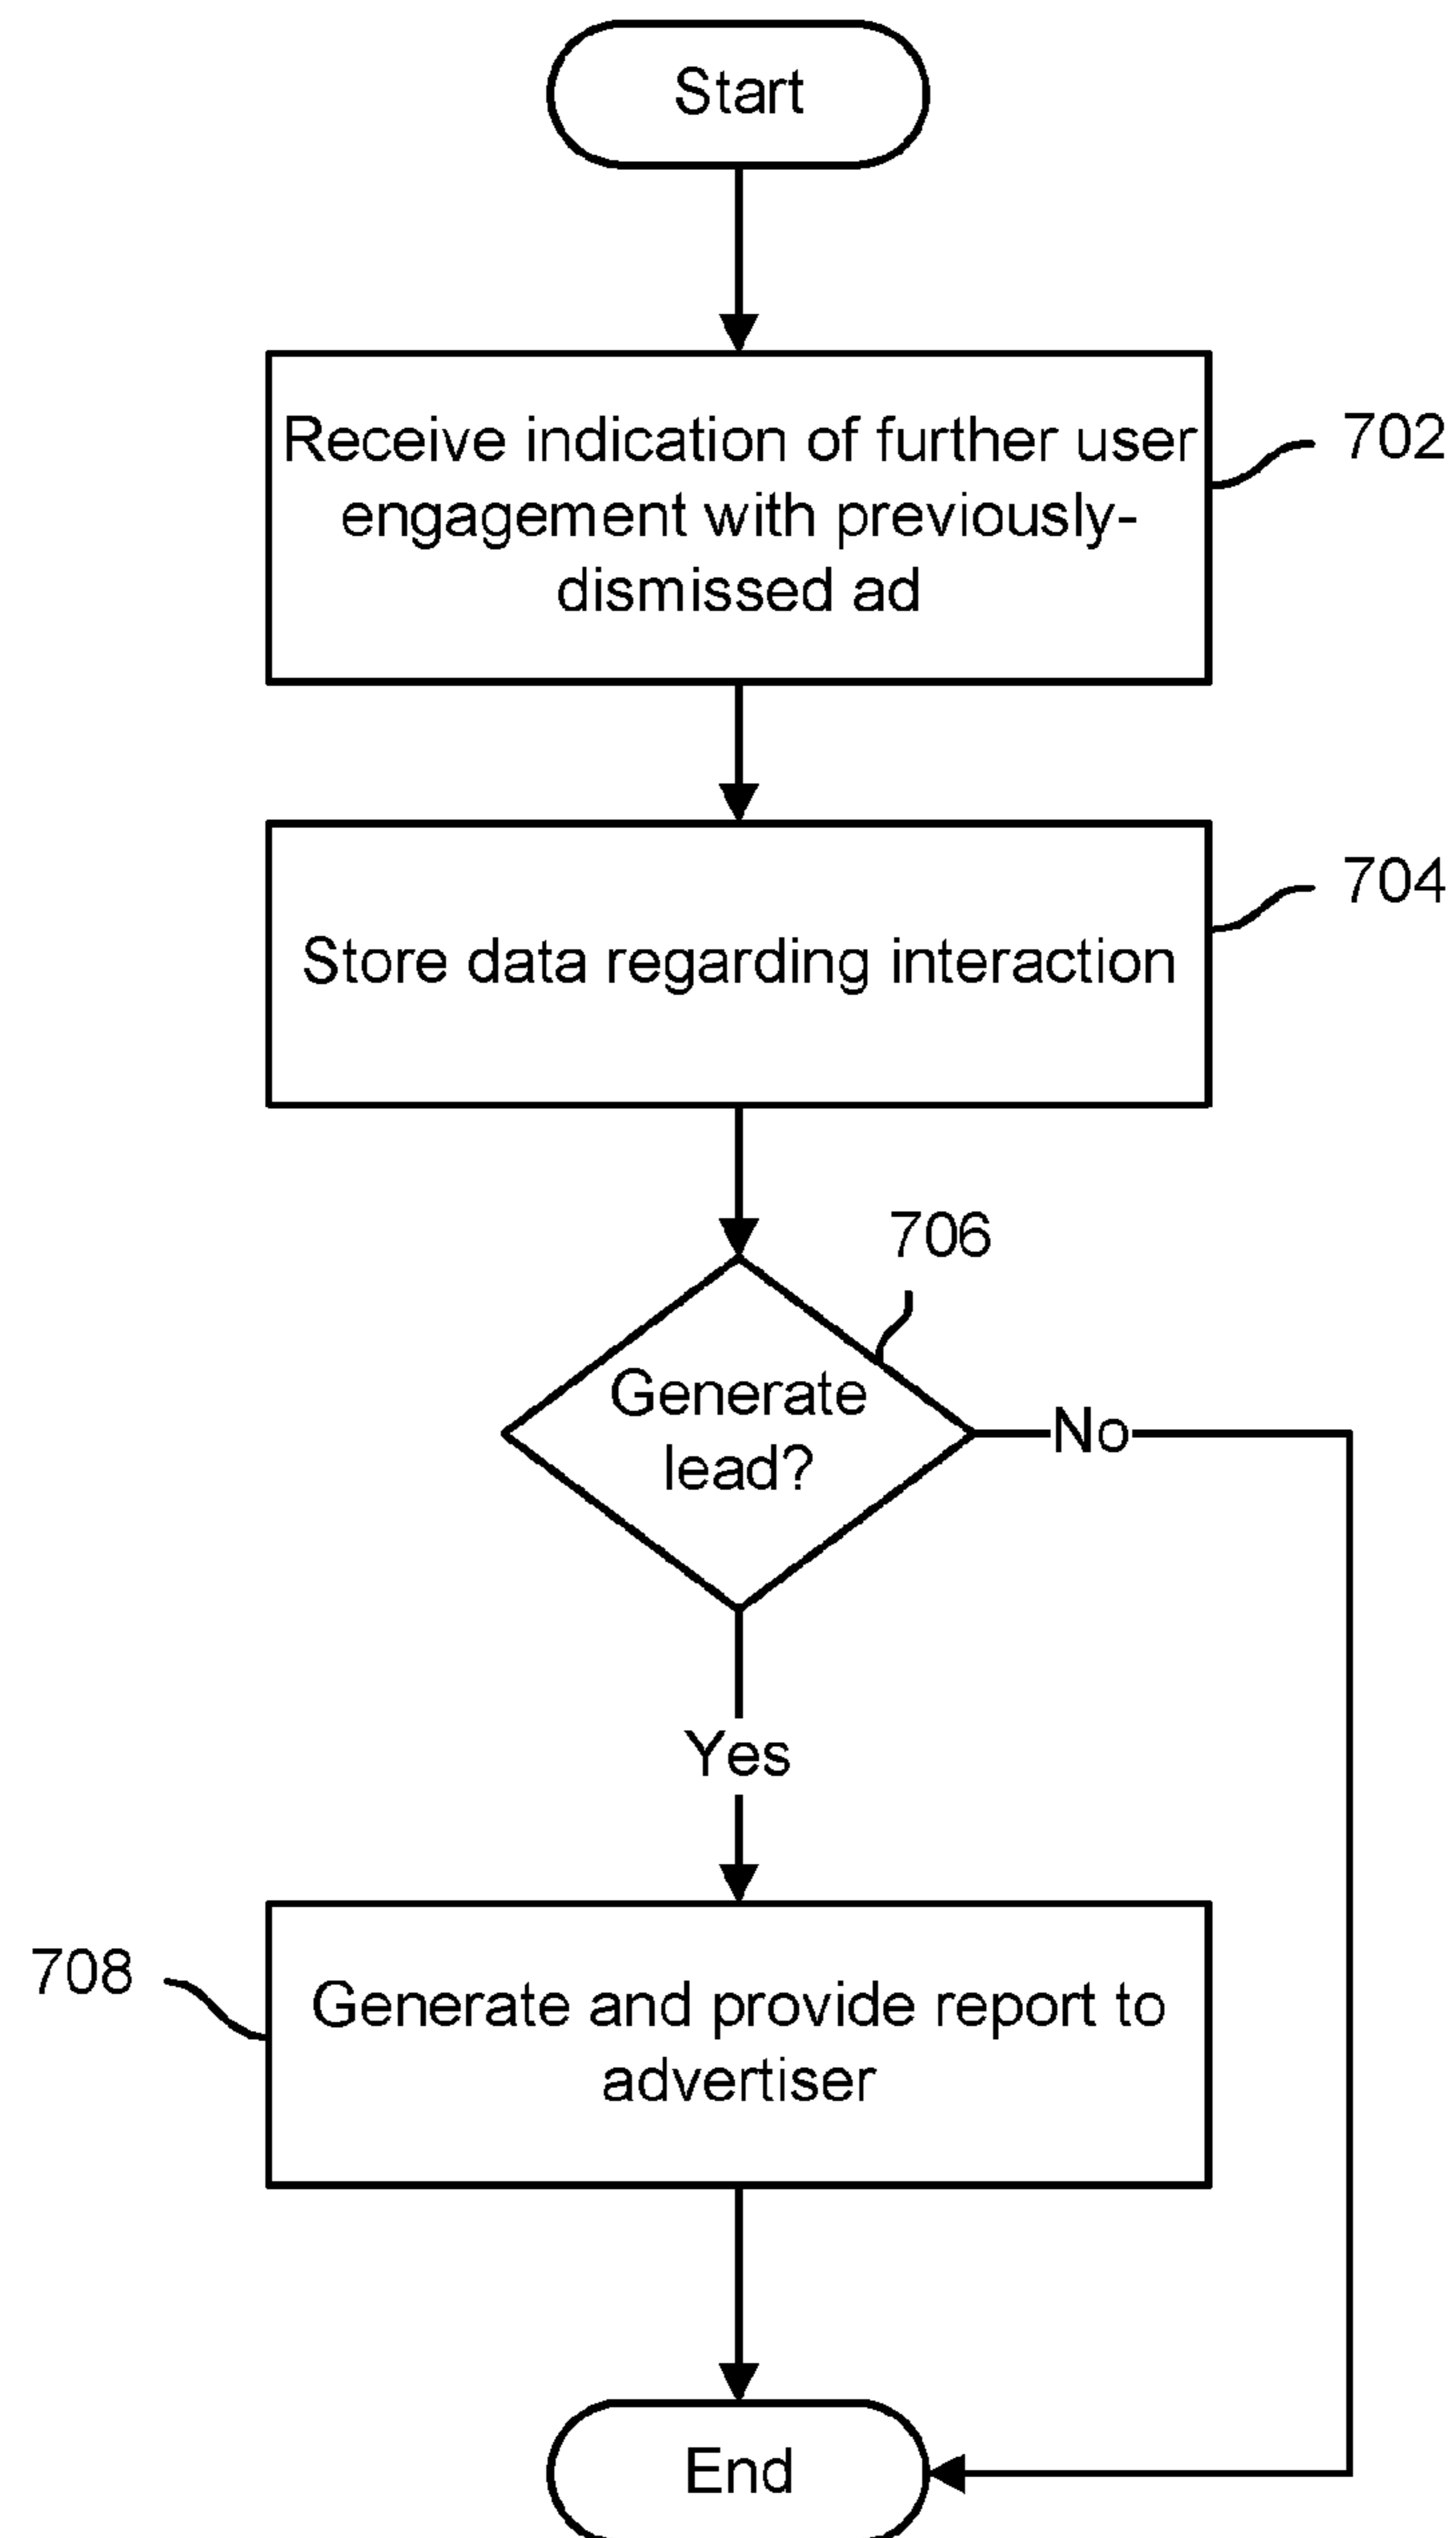 Start
Receive indication of further user
engagement with previously-
dismissed ad
702
Store data regarding interaction
704
706
Generate
lead?
No
Yes
708
Generate and provide report to
advertiser
End